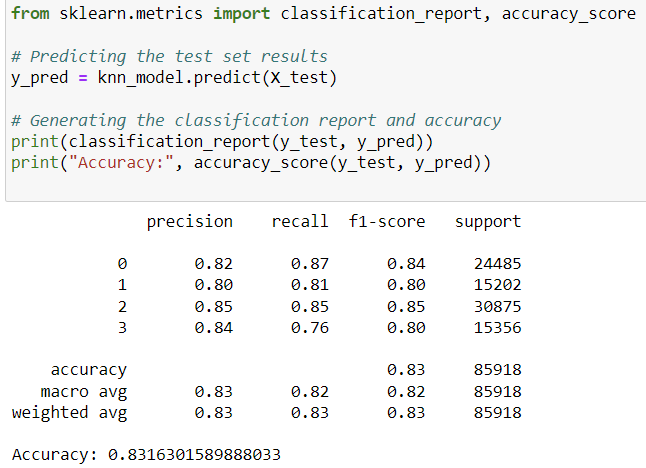 from sklearn.metrics import classification_report, accuracy_score
# Predicting the test set results
y_pred = knn_model.predict(X_test)
# Generating the classification report and accuracy
print(classification_report(y_test, y_pred))
print("Accuracy:", accuracy_score(y_test, y_pred))
precision recall f1-score support
0 0.82 0.87 0.84 24485
1 0.80 0.81 0.80 15202
2 0.85 0.85 0.85 30875
3 0.84 0.76 0.80 15356
accuracy 0.83 85918
macro avg 0.83 0.82 0.82 85918
weighted avg 0.83 0.83 0.83 85918
Accuracy: 0.8316301589888033